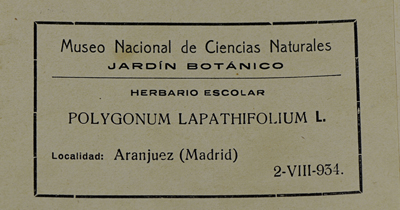 Museo Nacional de Ciencias Naturales
JARDÍN BOTÁNICO
HERBARIO ESCOLAR
POLYGONUM LAPATHIFOLIUM L.
Localidad: Aranjuez (Madrid)
2-VIII-934.